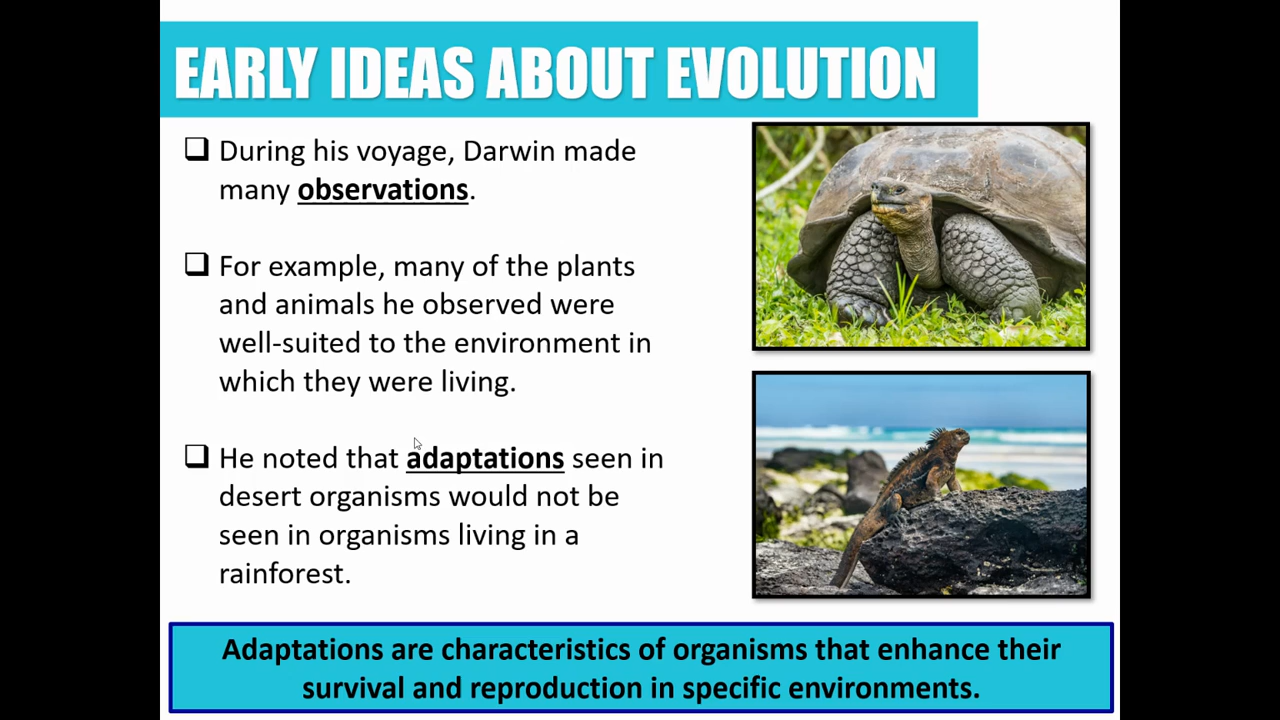 EARLY IDEAS ABOUT EVOLUTION
During his voyage, Darwin made
many observations.
For example, many of the plants
and animals he observed were
well-suited to the environment in
which they were living.
He noted that adaptations seen in
desert organisms would not be
seen in organisms living in a
rainforest.
Adaptations are characteristics of organisms that enhance their
survival and reproduction in specific environments.